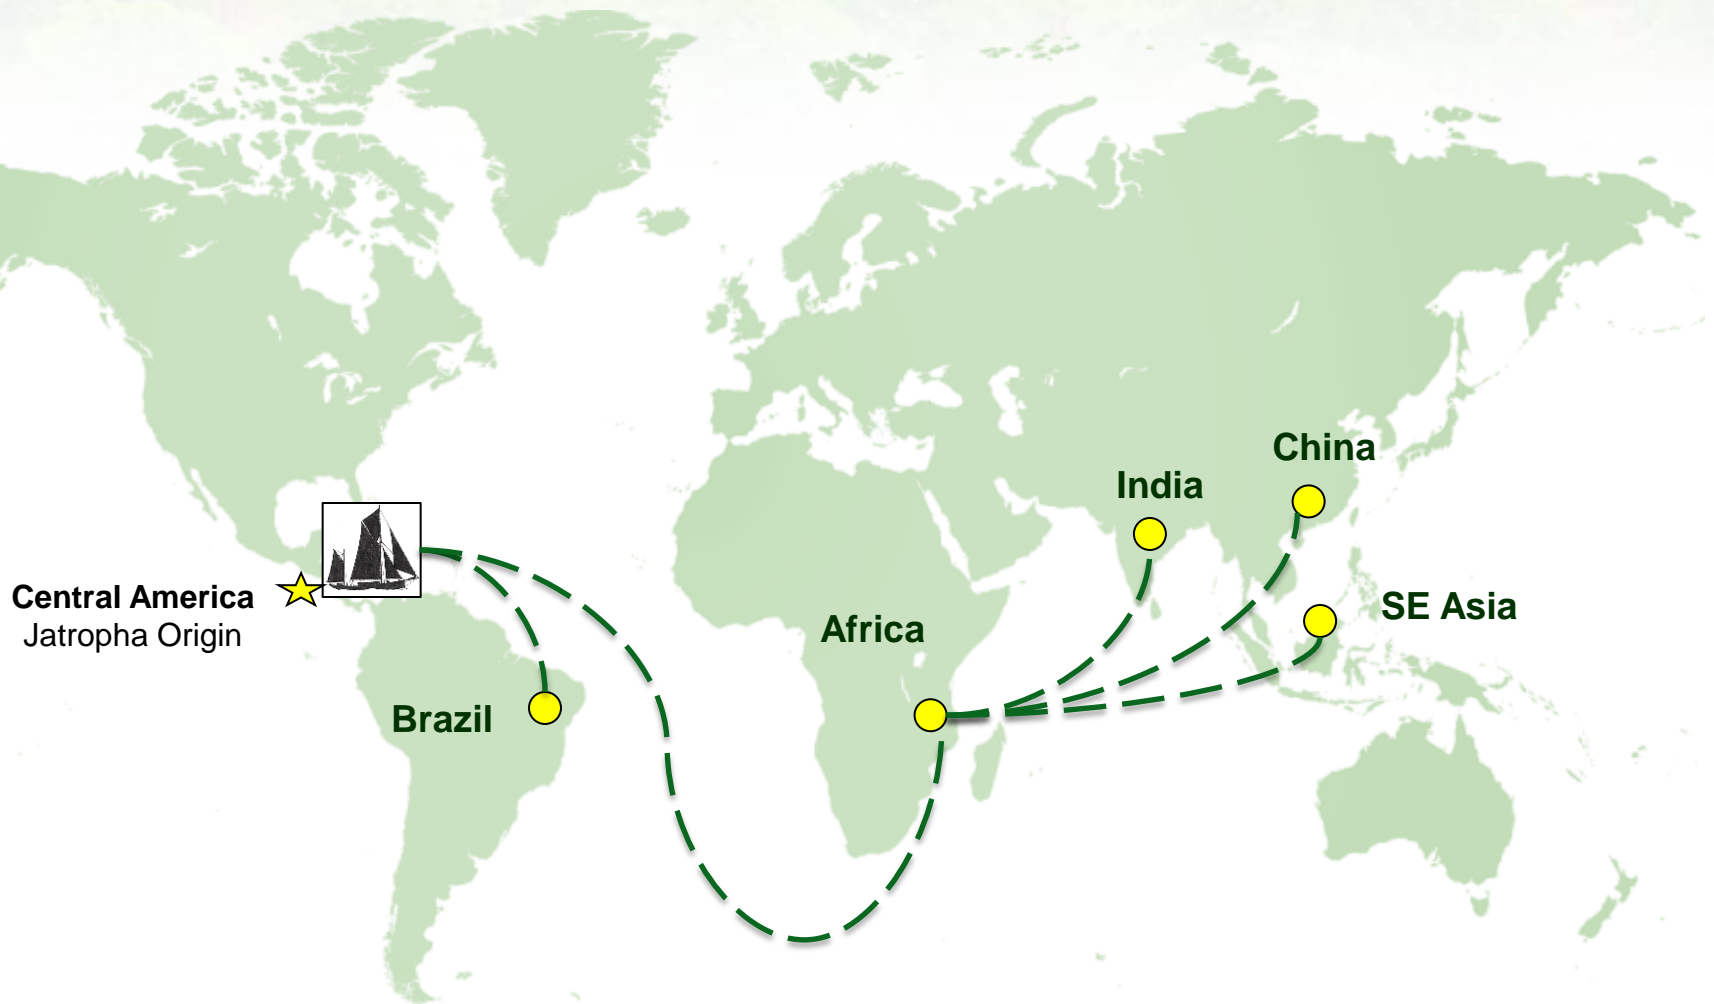 China
India
Central America
Jatropha Origin
SE Asia
Africa
Brazil